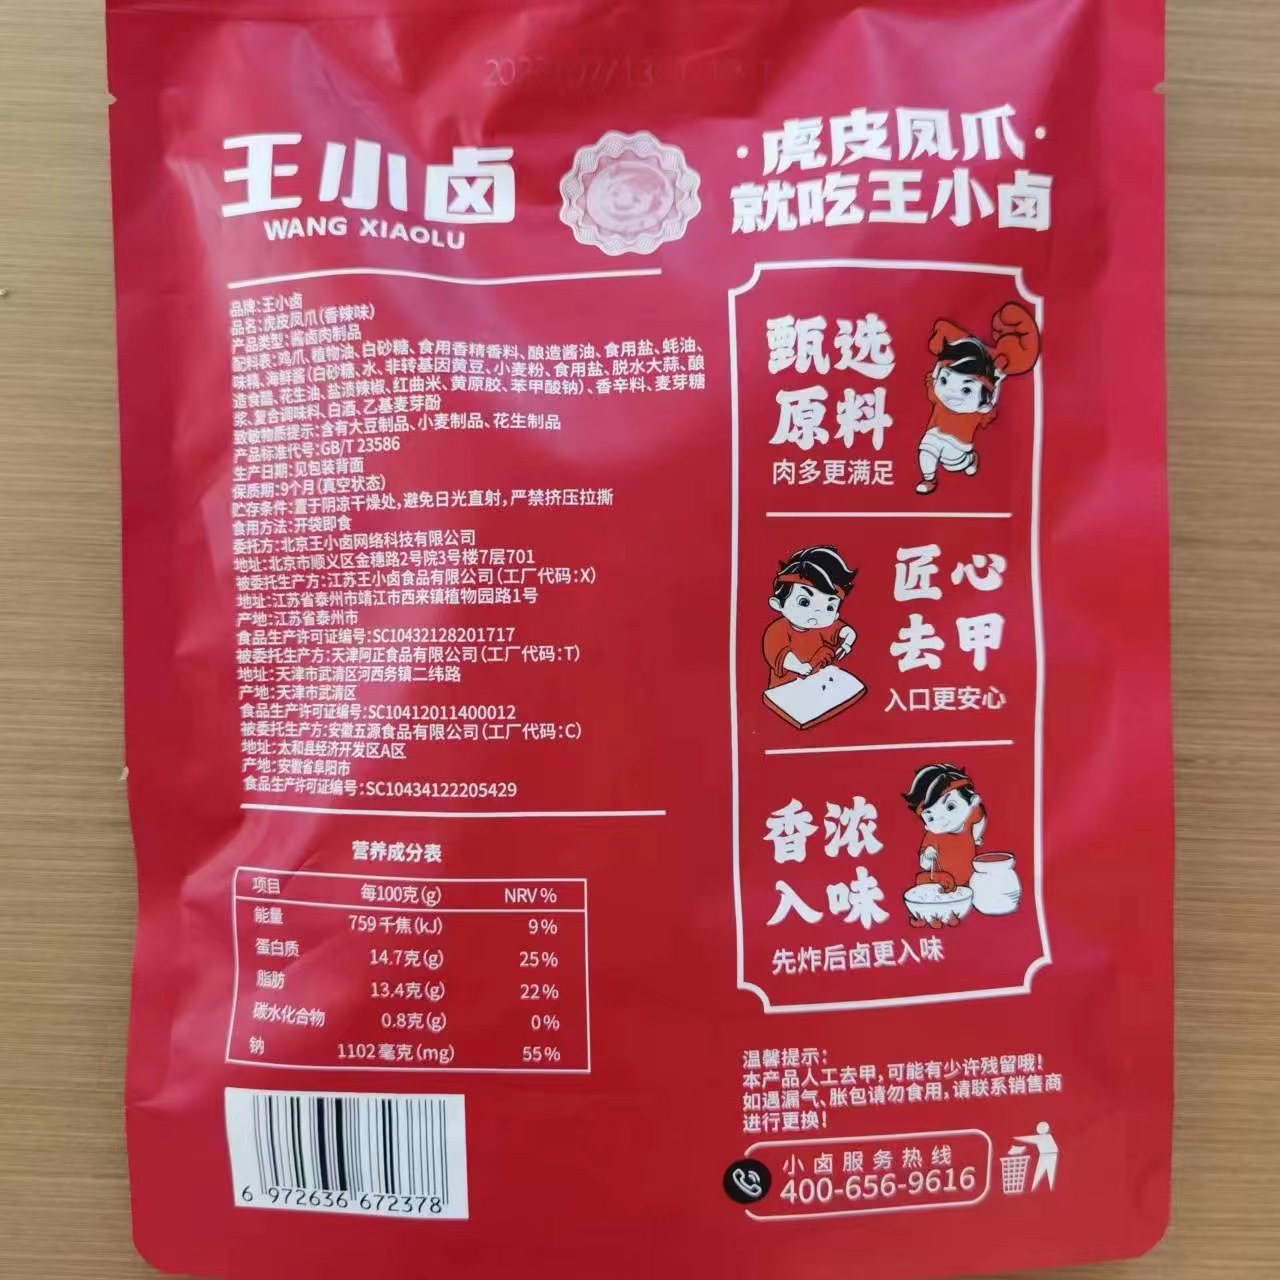 王小卤
WANG XIAOLU
·虎皮凤爪·
就吃王小卤
品牌:王小卤
品名:虎皮凤爪(香辣味)
产品类型:酱卤肉制品
配料表:鸡爪、植物油、白砂糖、食用香精香料、酿造酱油、食用盐、蚝油、
味精、海鲜酱(白砂糖、水、非转基因黄豆、小麦粉、食用盐、脱水大蒜、酿
造食醋、花生油、盐渍辣椒、红曲米、黄原胶、苯甲酸钠)、香辛料、麦芽糖
浆、复合调味料、白酒、乙基麦芽酚
致敏物质提示:含有大豆制品、小麦制品、花生制品
产品标准代号:GB/T 23586
生产日期:见包装背面
保质期:9个月(真空状态)
贮存条件:置于阴凉干燥处,避免日光直射,严禁挤压拉撕
食用方法:开袋即食
委托方:北京王小卤网络科技有限公司
地址:北京市顺义区金穗路2号院3号楼7层701
被委托生产方:江苏王小卤食品有限公司(工厂代码:X)
地址:江苏省泰州市靖江市西来镇植物园路1号
产地:江苏省泰州市
食品生产许可证编号:SC10432128201717
被委托生产方:天津阿正食品有限公司(工厂代码:T)
地址:天津市武清区河西务镇二纬路
产地:天津市武清区
食品生产许可证编号:SC10412011400012
被委托生产方:安徽五源食品有限公司(工厂代码:C)
地址:太和县经济开发区A区
产地:安徽省阜阳市
食品生产许可证编号:SC10434122205429
营养成分表
项目 每100克(g) NRV%
能量 759千焦(kJ) 9%
蛋白质 14.7克(g) 25%
脂肪 13.4克(g) 22%
碳水化合物 0.8克(g) 0%
钠 1102毫克(mg) 55%
6 972636 672378
甄选
原料
肉多更满足
匠心
去甲
入口更安心
香浓
入味
先炸后卤更入味
温馨提示:
本产品人工去甲,可能有少许残留哦!
如遇漏气、胀包请勿食用,请联系销售商
进行更换!
小卤服务热线
400-656-9616